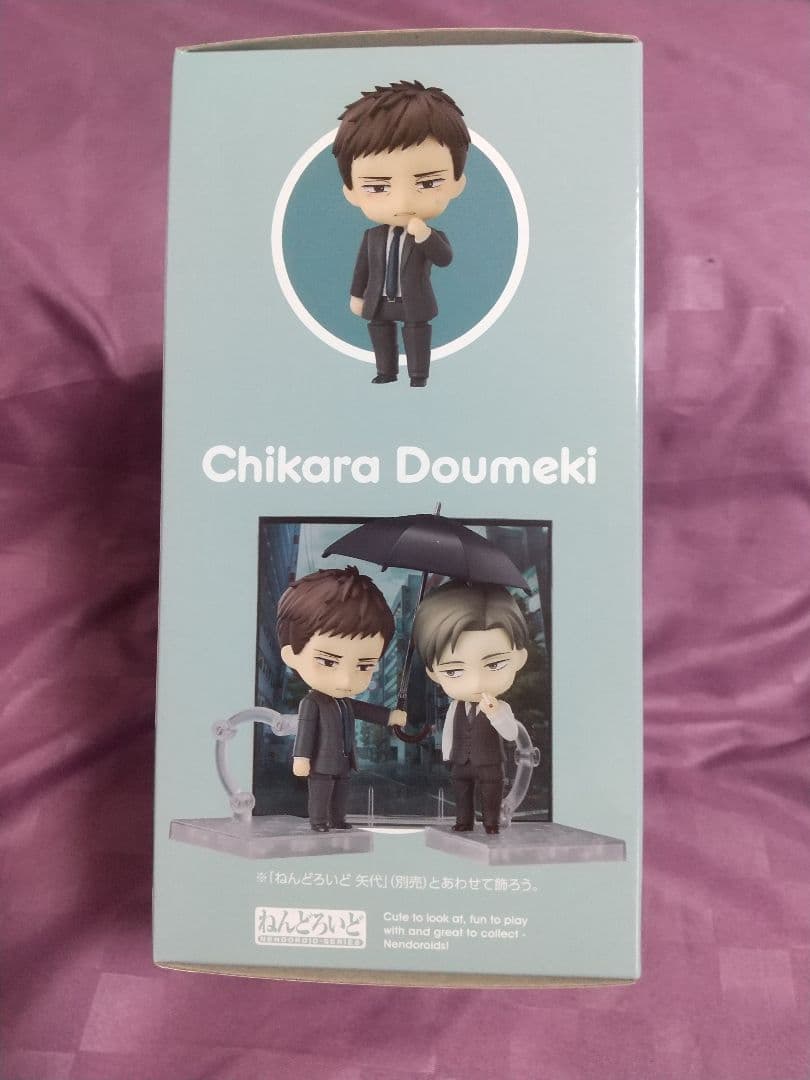 Chikara Doumeki
※「ねんどろいど 矢代」（別売）とあわせて飾ろう。
ねんどろいど
NENDOROID·SERIES
Cute to look at, fun to play
with and great to collect -
Nendoroids!